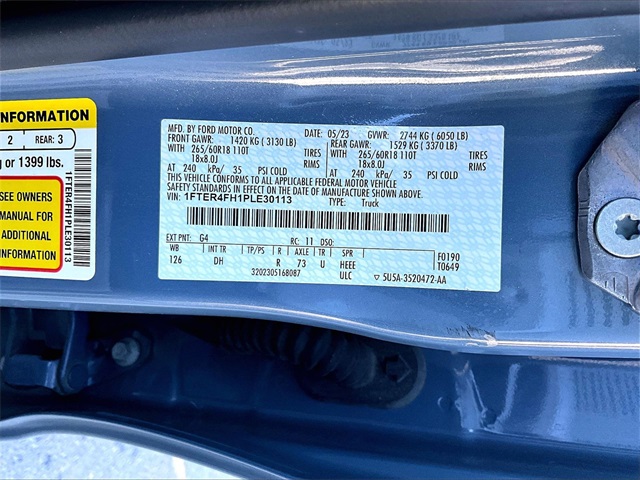 INFORMATION
2 REAR: 3
g or 1399 lbs.
SEE OWNERS
MANUAL FOR
ADDITIONAL
INFORMATION
1FTER4FH1PLE30113
MFD. BY FORD MOTOR CO. DATE: 05/23 GVWR: 2744 KG ( 6050 LB)
FRONT GAWR: 1420 KG ( 3130 LB) REAR GAWR: 1529 KG ( 3370 LB)
WITH 265/60R18 110T TIRES WITH 265/60R18 110T TIRES
18x8.0J RIMS 18x8.0J RIMS
AT 240 kPa/ 35 PSI COLD AT 240 kPa/ 35 PSI COLD
THIS VEHICLE CONFORMS TO ALL APPLICABLE FEDERAL MOTOR VEHICLE
SAFETY AND THEFT PREVENTION STANDARDS IN EFFECT ON THE DATE OF MANUFACTURE SHOWN ABOVE.
VIN: 1FTER4FH1PLE30113 TYPE: Truck
EXT PNT: G4 RC: 11 DSO:
WB INT TR TP/PS R AXLE TR SPR F0190
126 DH R 73 U HEEE T0649
3202305168087 ULC 5U5A-3520472-AA